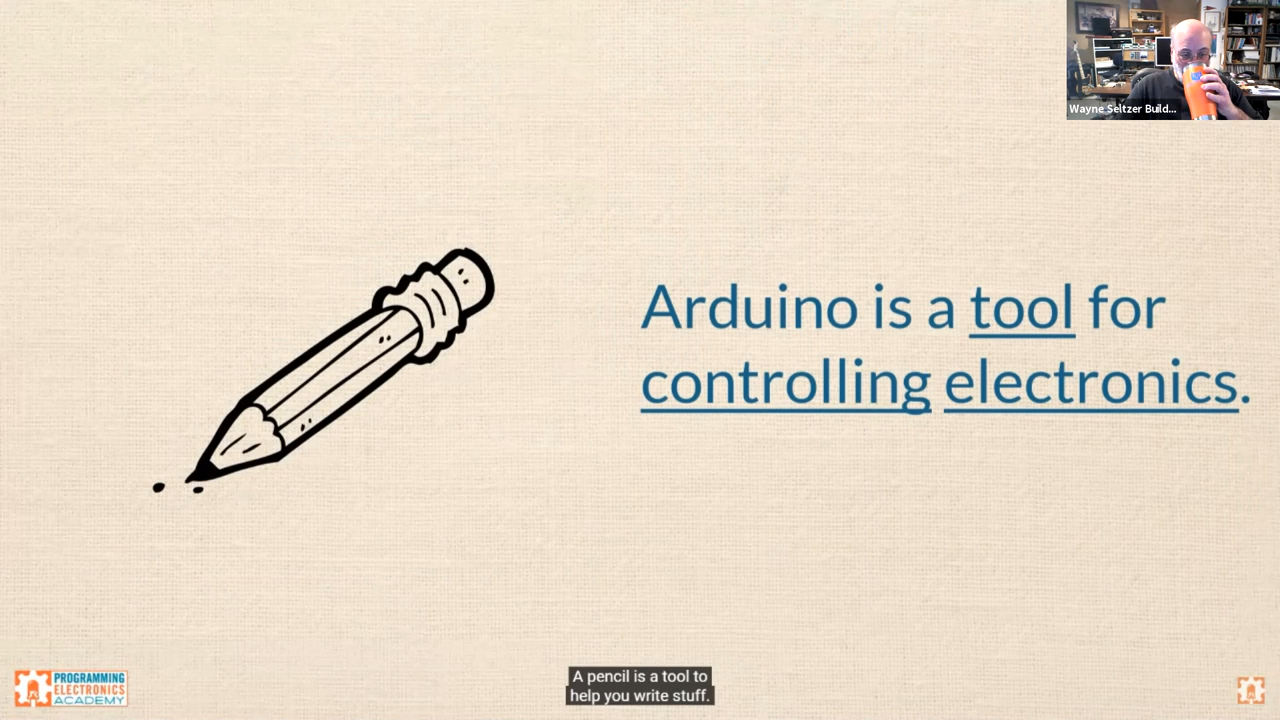 Wayne Seltzer Build...
Arduino is a tool for
controlling electronics.
A pencil is a tool to
help you write stuff.
PROGRAMMING
ELECTRONICS
ACADEMY